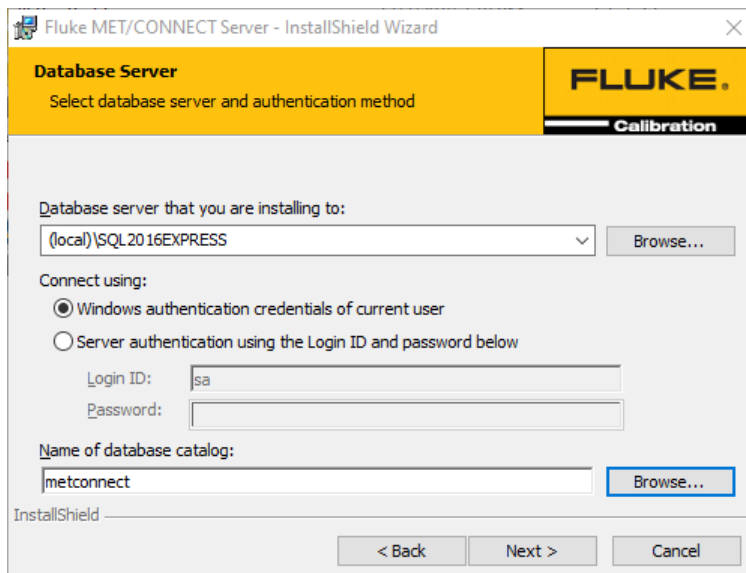 Fluke MET/CONNECT Server - InstallShield Wizard
Database Server
Select database server and authentication method
FLUKE®
Calibration
Database server that you are installing to:
(local)\SQL2016EXPRESS
Browse...
Connect using:
Windows authentication credentials of current user
Server authentication using the Login ID and password below
Login ID:
sa
Password:
Name of database catalog:
metconnect
Browse...
InstallShield
< Back
Next >
Cancel